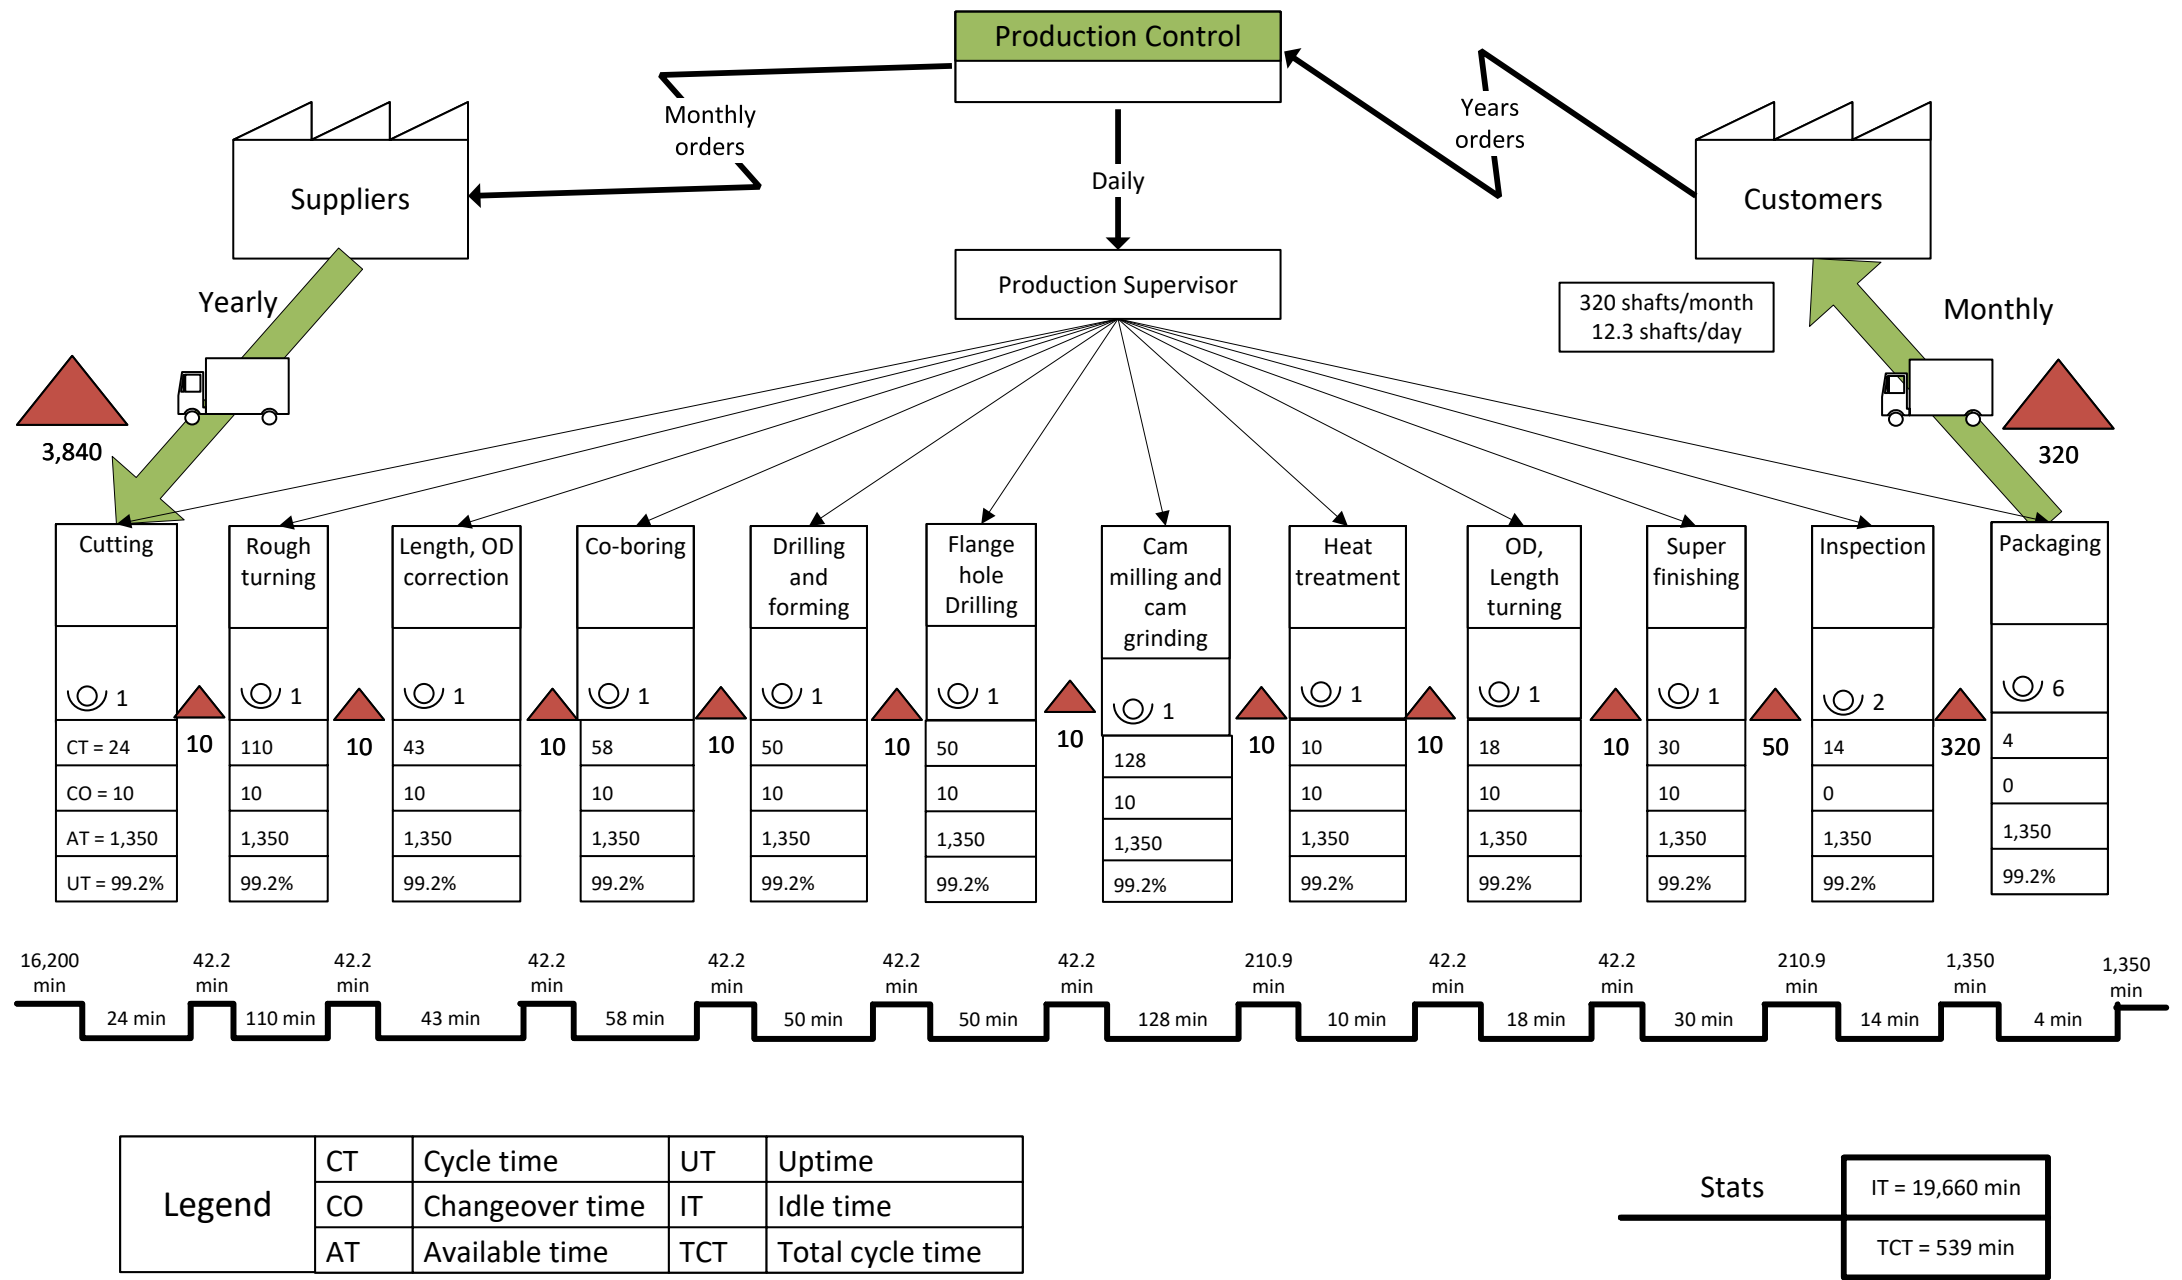 Production Control
Monthly
orders
Years
orders
Daily
Suppliers
Customers
Production Supervisor
Yearly
320 shafts/month
12.3 shafts/day
Monthly
3,840
320
Cutting
Rough
turning
Length, OD
correction
Co-boring
Drilling
and
forming
Flange
hole
Drilling
Cam
milling and
cam
grinding
Heat
treatment
OD,
Length
turning
Super
finishing
Inspection
Packaging
1
1
1
1
1
1
1
1
1
1
2
6
10
10
10
10
10
10
10
10
10
50
320
CT = 24
110
43
58
50
50
128
10
18
30
14
4
CO = 10
10
10
10
10
10
10
10
10
10
0
0
AT = 1,350
1,350
1,350
1,350
1,350
1,350
1,350
1,350
1,350
1,350
1,350
1,350
UT = 99.2%
99.2%
99.2%
99.2%
99.2%
99.2%
99.2%
99.2%
99.2%
99.2%
99.2%
99.2%
16,200
min
42.2
min
42.2
min
42.2
min
42.2
min
42.2
min
42.2
min
210.9
min
42.2
min
42.2
min
210.9
min
1,350
min
1,350
min
24 min
110 min
43 min
58 min
50 min
50 min
128 min
10 min
18 min
30 min
14 min
4 min
Legend
CT
Cycle time
UT
Uptime
CO
Changeover time
IT
Idle time
AT
Available time
TCT
Total cycle time
Stats
IT = 19,660 min
TCT = 539 min